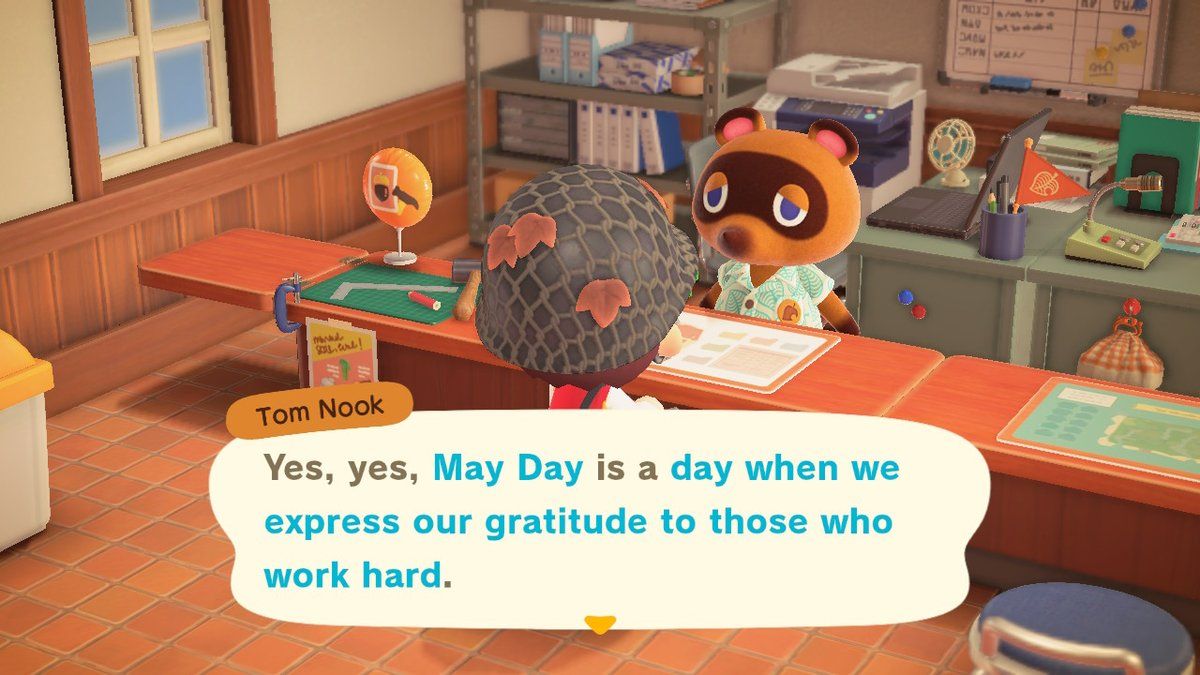 Tom Nook
Yes, yes, May Day is a day when we
express our gratitude to those who
work hard.